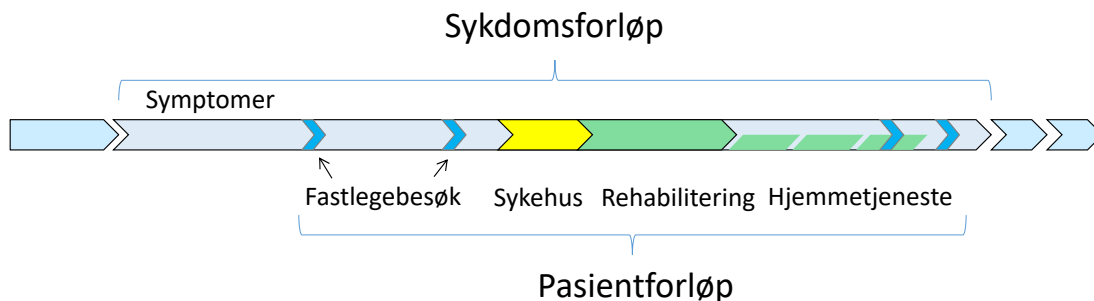 Sykdomsforløp
Symptomer
Fastlegebesøk
Sykehus
Rehabilitering
Hjemmetjeneste
Pasientforløp